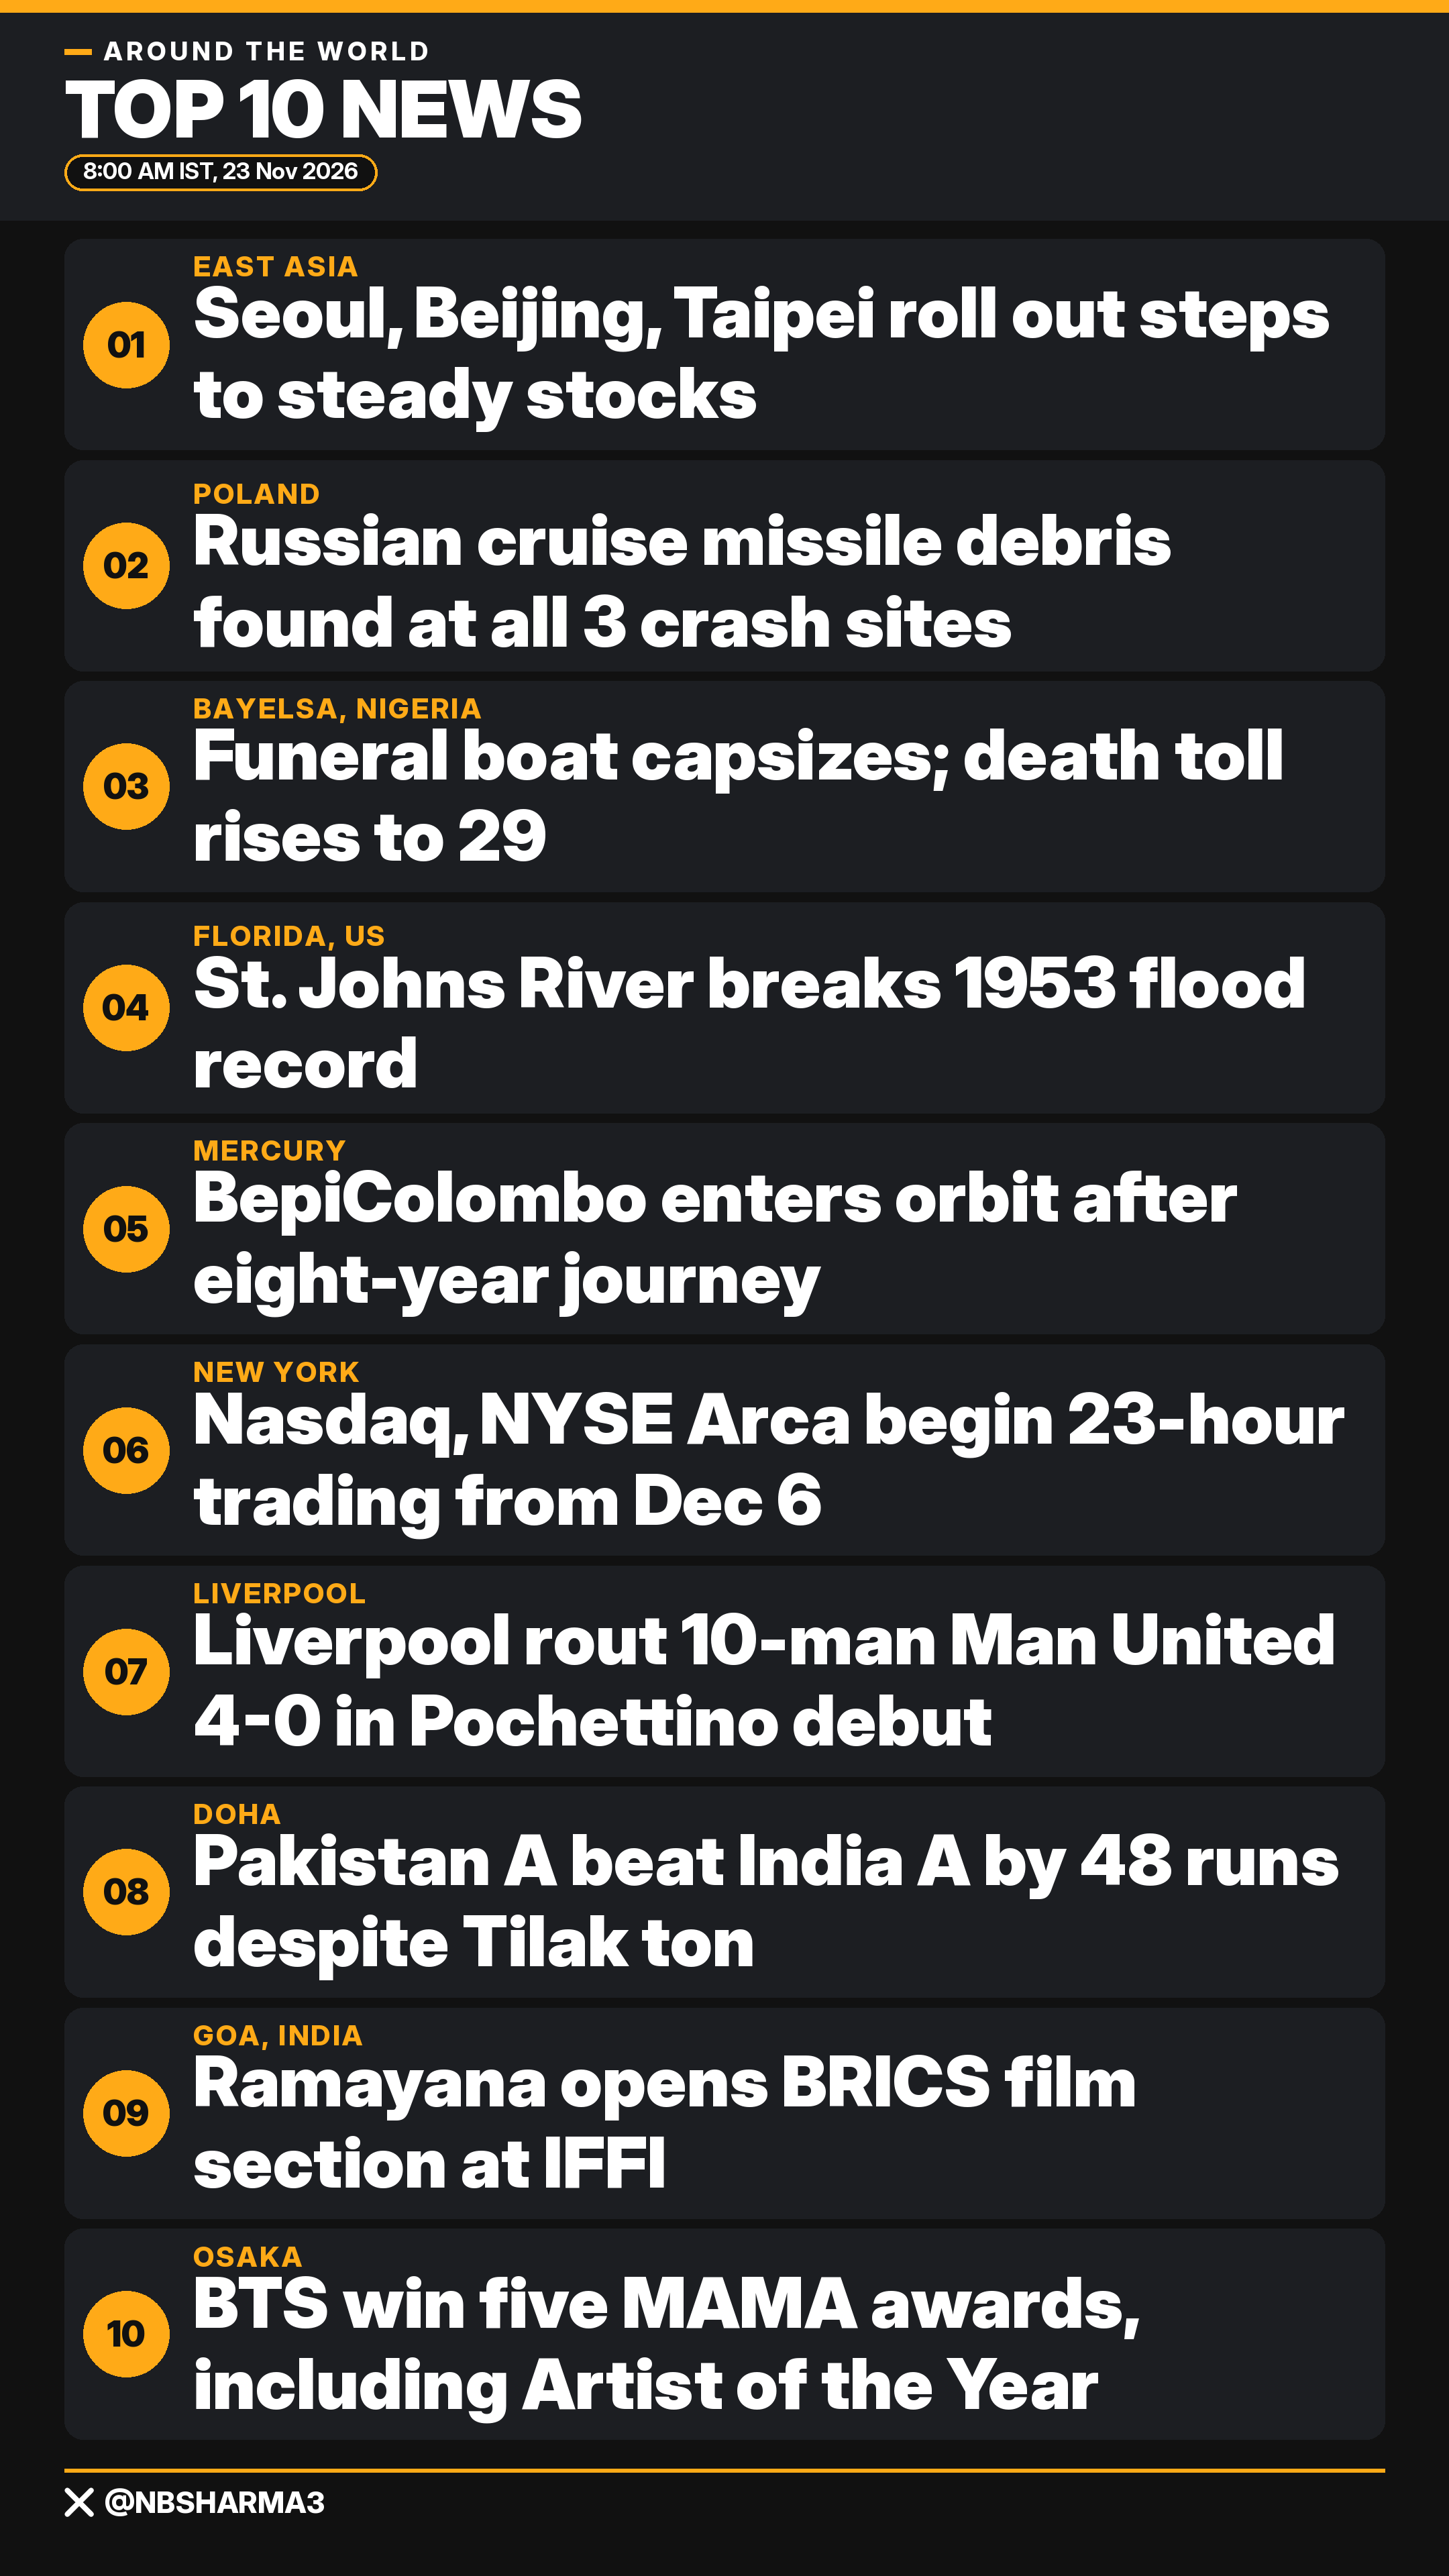 AROUND THE WORLD
TOP 10 NEWS
8:00 AM IST, 23 Nov 2026
01
EAST ASIA
Seoul, Beijing, Taipei roll out steps
to steady stocks
02
POLAND
Russian cruise missile debris
found at all 3 crash sites
03
BAYELSA, NIGERIA
Funeral boat capsizes; death toll
rises to 29
04
FLORIDA, US
St. Johns River breaks 1953 flood
record
05
MERCURY
BepiColombo enters orbit after
eight-year journey
06
NEW YORK
Nasdaq, NYSE Arca begin 23-hour
trading from Dec 6
07
LIVERPOOL
Liverpool rout 10-man Man United
4-0 in Pochettino debut
08
DOHA
Pakistan A beat India A by 48 runs
despite Tilak ton
09
GOA, INDIA
Ramayana opens BRICS film
section at IFFI
10
OSAKA
BTS win five MAMA awards,
including Artist of the Year
@NBSHARMA3